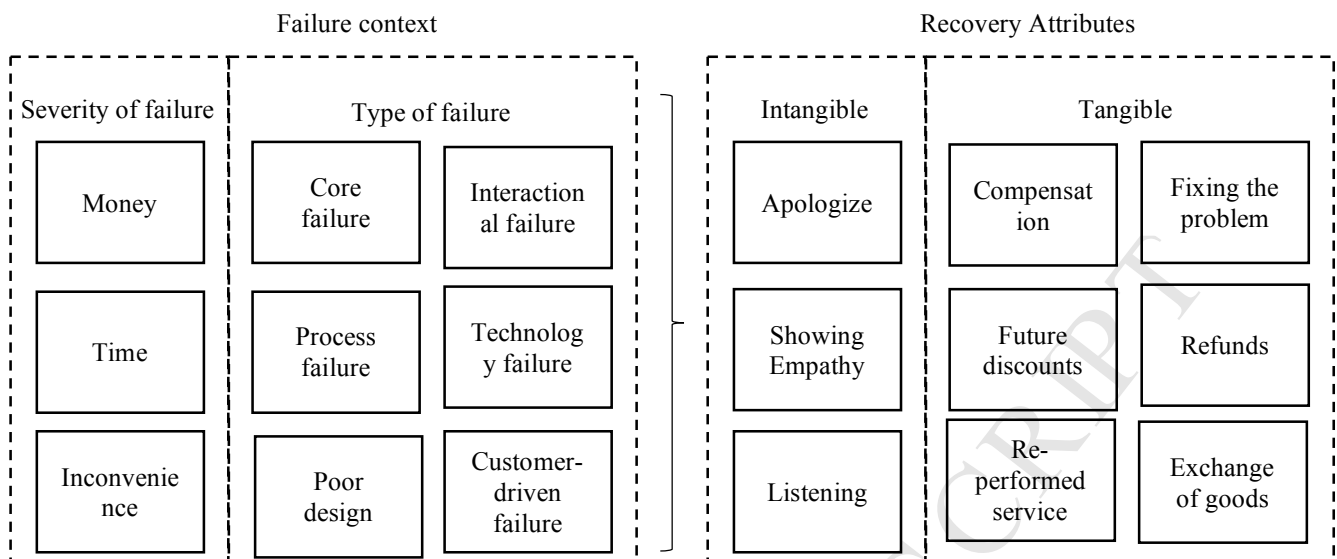 Failure context
Recovery Attributes
Severity of failure
Type of failure
Intangible
Tangible
Money
Core
failure
Interaction
al failure
Apologize
Compensat
ion
Fixing the
problem
Time
Process
failure
Technolog
y failure
Showing
Empathy
Future
discounts
Refunds
Inconvenie
nce
Poor
design
Customer-
driven
failure
Listening
Re-
performed
service
Exchange
of goods
CRIPT